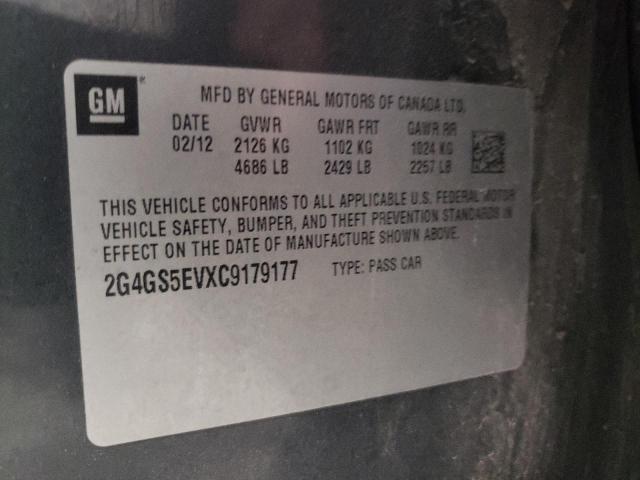 GM
MFD BY GENERAL MOTORS OF CANADA LTD.
DATE GVWR GAWR FRT GAWR RR
02/12 2126 KG 1102 KG 1024 KG
4686 LB 2429 LB 2257 LB
THIS VEHICLE CONFORMS TO ALL APPLICABLE U.S. FEDERAL MOTOR
VEHICLE SAFETY, BUMPER, AND THEFT PREVENTION STANDARDS IN
EFFECT ON THE DATE OF MANUFACTURE SHOWN ABOVE.
2G4GS5EVXC9179177 TYPE: PASS CAR